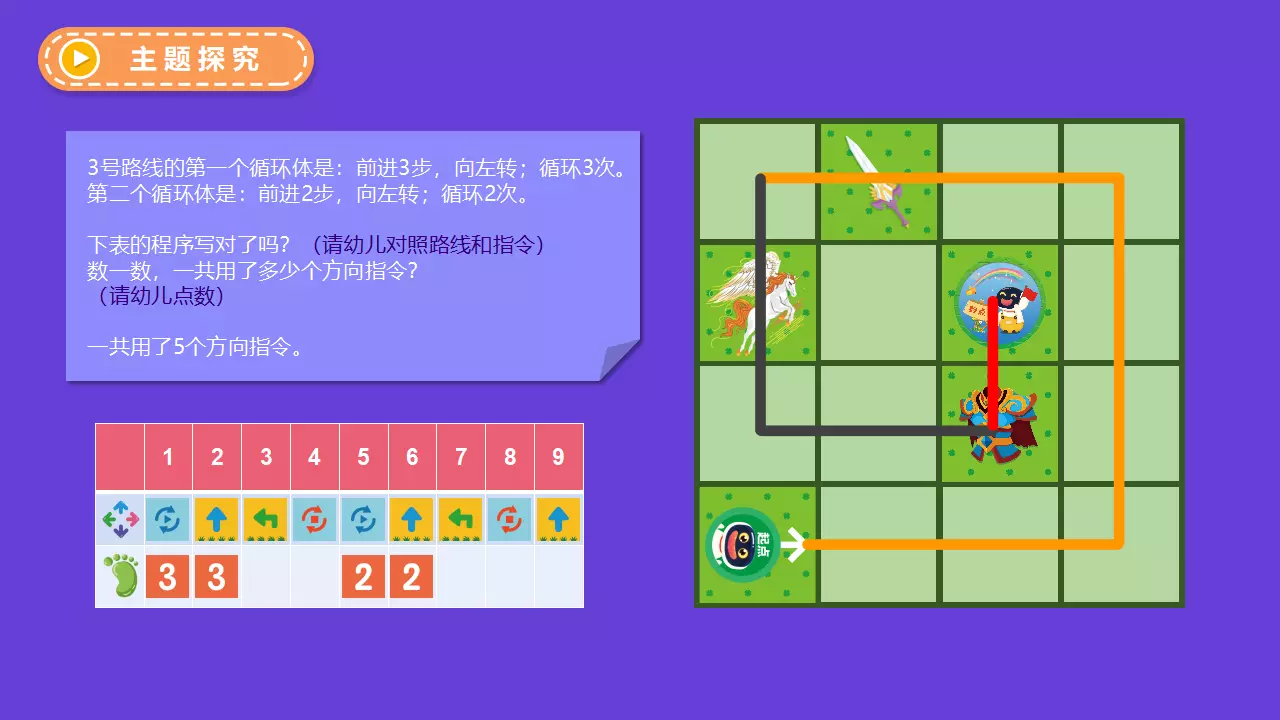 主题探究
3号路线的第一个循环体是：前进3步，向左转；循环3次。
第二个循环体是：前进2步，向左转；循环2次。
下表的程序写对了吗？（请幼儿对照路线和指令）
数一数，一共用了多少个方向指令？
（请幼儿点数）
一共用了5个方向指令。
1 2 3 4 5 6 7 8 9
3 3 2 2
起点